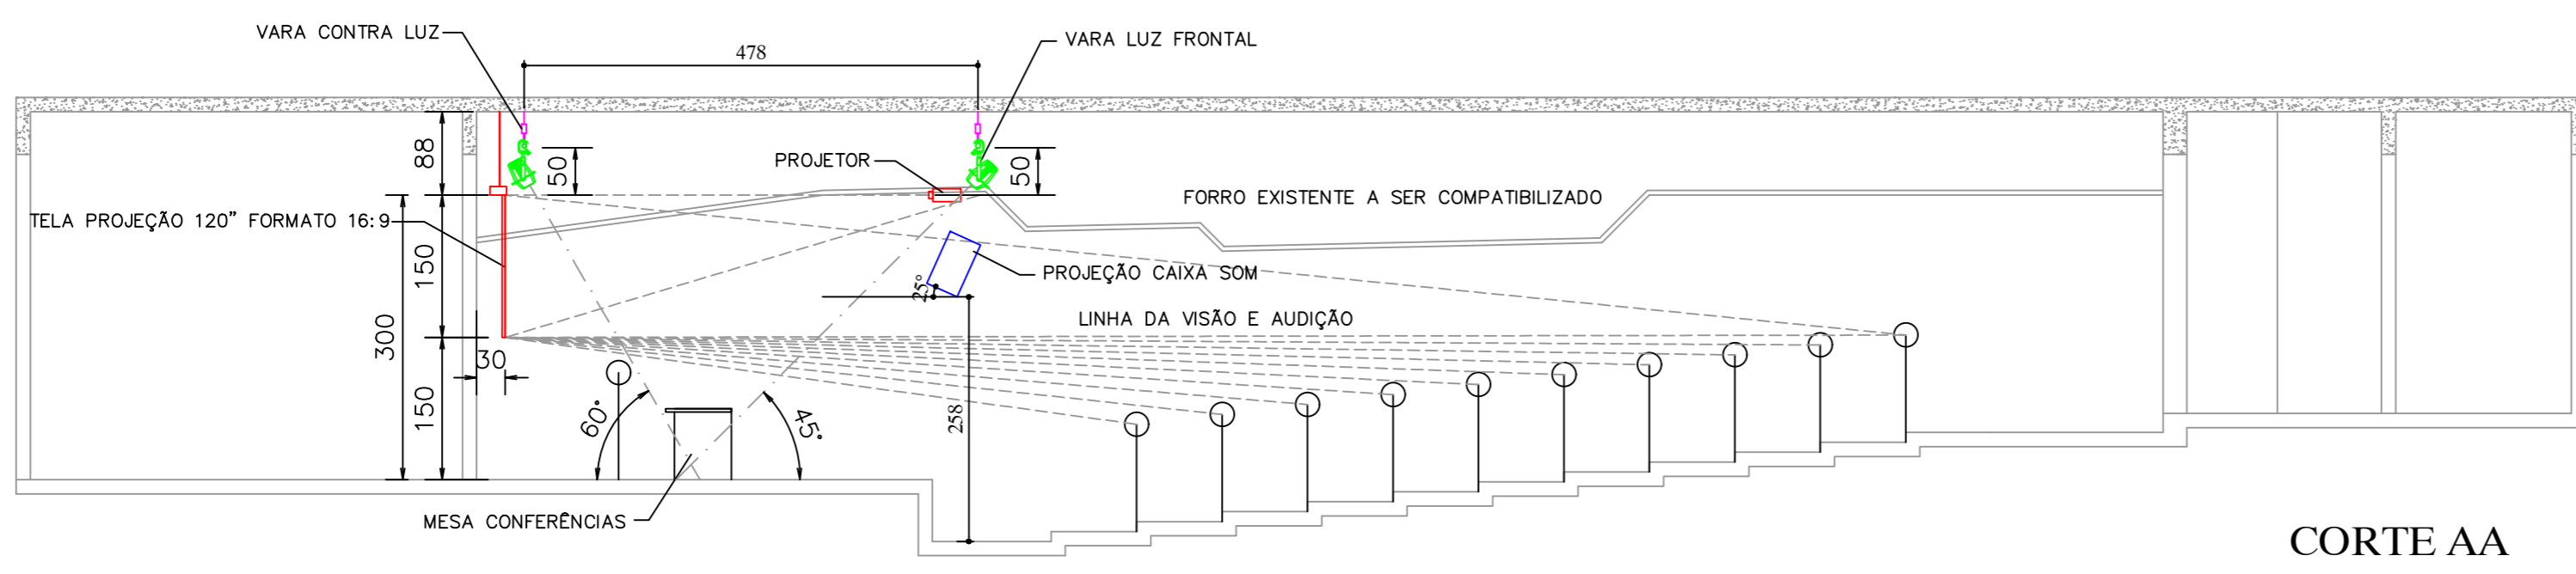 VARA CONTRA LUZ
478
VARA LUZ FRONTAL
88
50
PROJETOR
50
FORRO EXISTENTE A SER COMPATIBILIZADO
TELA PROJEÇÃO 120" FORMATO 16:9
150
25°
PROJEÇÃO CAIXA SOM
300
LINHA DA VISÃO E AUDIÇÃO
30
150
60°
45°
258
MESA CONFERÊNCIAS
CORTE AA